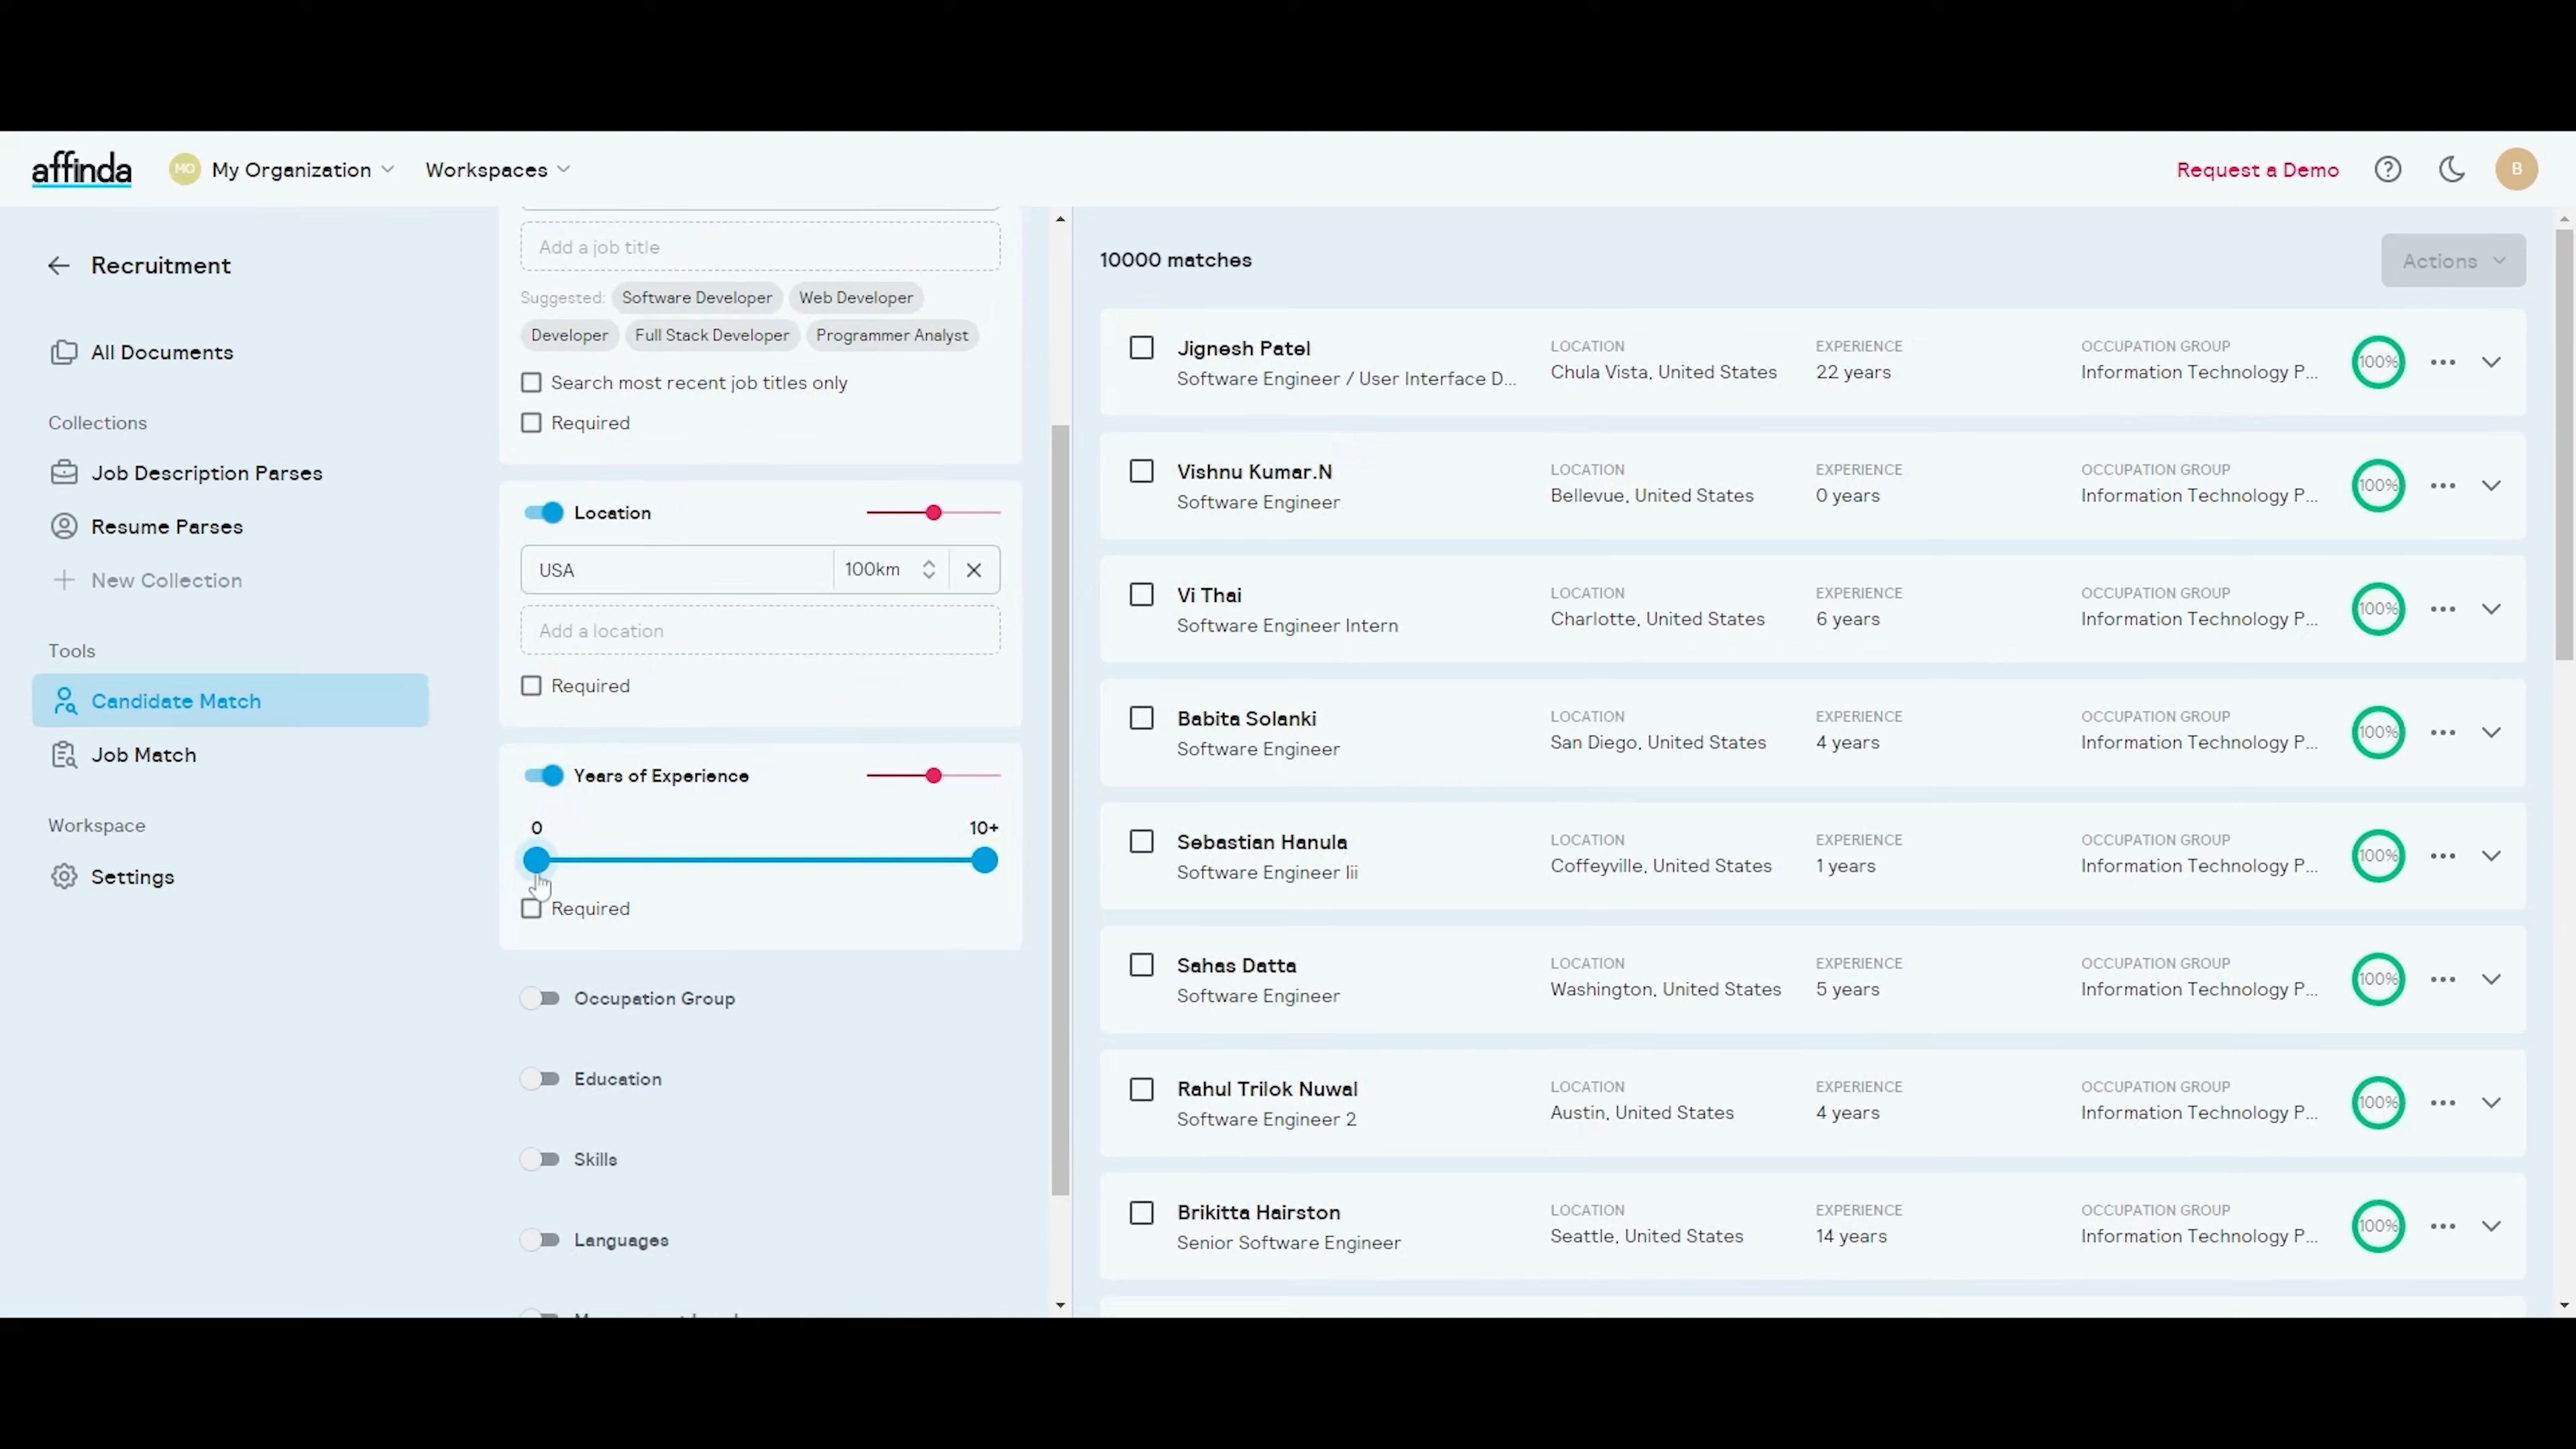 affinda
MO
My Organization
Workspaces
Request a Demo
B
Recruitment
All Documents
Collections
Job Description Parses
Resume Parses
New Collection
Tools
Candidate Match
Job Match
Workspace
Settings
Add a job title
Suggested: Software Developer Web Developer
Developer Full Stack Developer Programmer Analyst
Search most recent job titles only
Required
Location
USA 100km
Add a location
Required
Years of Experience
0 10+
Required
Occupation Group
Education
Skills
Languages
10000 matches
Actions
Jignesh Patel
Software Engineer / User Interface D...
LOCATION
Chula Vista, United States
EXPERIENCE
22 years
OCCUPATION GROUP
Information Technology P...
100%
Vishnu Kumar.N
Software Engineer
LOCATION
Bellevue, United States
EXPERIENCE
0 years
OCCUPATION GROUP
Information Technology P...
100%
Vi Thai
Software Engineer Intern
LOCATION
Charlotte, United States
EXPERIENCE
6 years
OCCUPATION GROUP
Information Technology P...
100%
Babita Solanki
Software Engineer
LOCATION
San Diego, United States
EXPERIENCE
4 years
OCCUPATION GROUP
Information Technology P...
100%
Sebastian Hanula
Software Engineer Iii
LOCATION
Coffeyville, United States
EXPERIENCE
1 years
OCCUPATION GROUP
Information Technology P...
100%
Sahas Datta
Software Engineer
LOCATION
Washington, United States
EXPERIENCE
5 years
OCCUPATION GROUP
Information Technology P...
100%
Rahul Trilok Nuwal
Software Engineer 2
LOCATION
Austin, United States
EXPERIENCE
4 years
OCCUPATION GROUP
Information Technology P...
100%
Brikitta Hairston
Senior Software Engineer
LOCATION
Seattle, United States
EXPERIENCE
14 years
OCCUPATION GROUP
Information Technology P...
100%